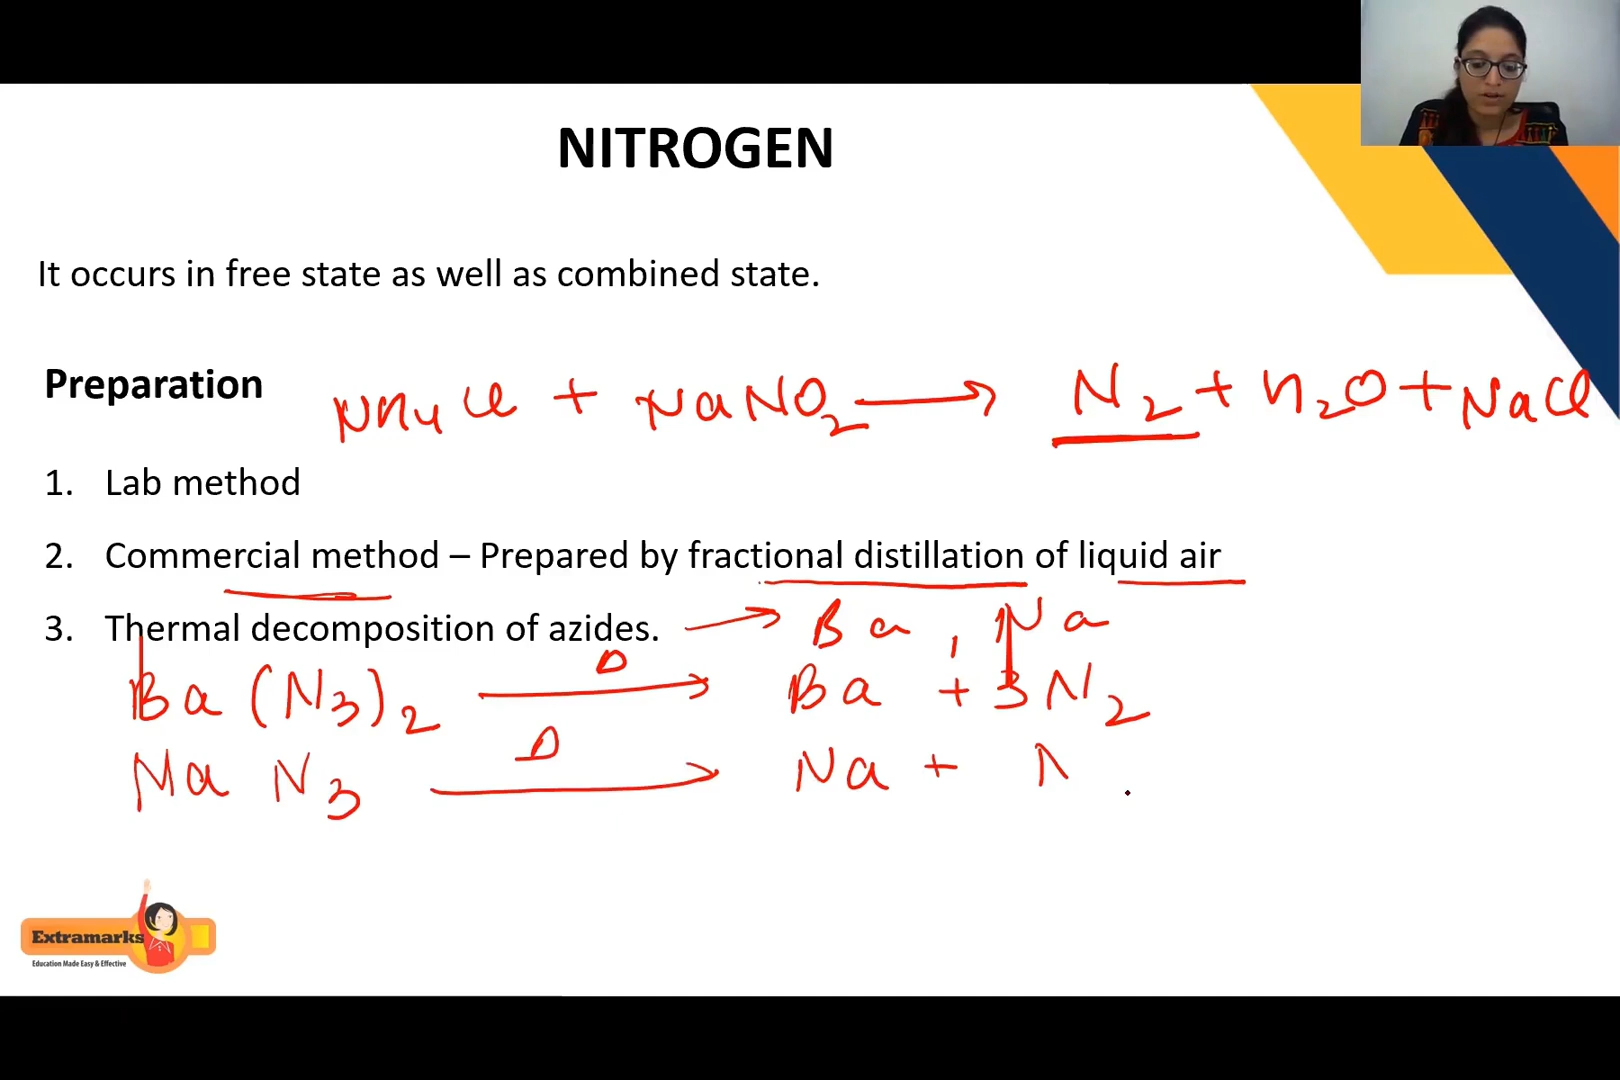 NITROGEN
It occurs in free state as well as combined state.
Preparation
NH4Cl + NaNO2 → N2 + H2O + NaCl
1. Lab method
2. Commercial method – Prepared by fractional distillation of liquid air
3. Thermal decomposition of azides. → Ba, Na
Ba(N3)2 —Δ→ Ba + 3N2
NaN3 —Δ→ Na + N
Extramarks
Education Made Easy & Effective